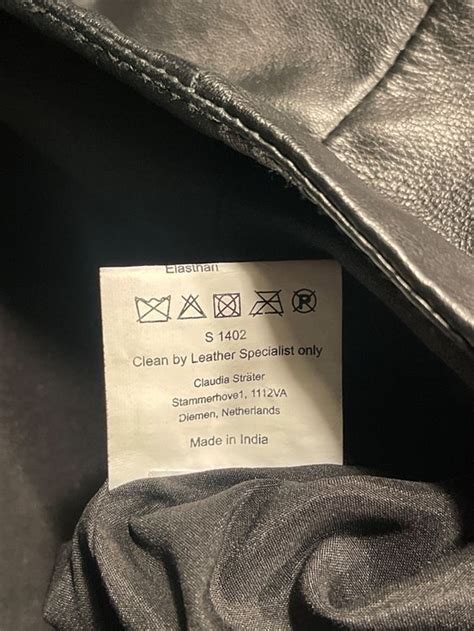 Elasthan
P
S 1402
Clean by Leather Specialist only
Claudia Sträter
Stammerhove1, 1112VA
Diemen, Netherlands
Made in India